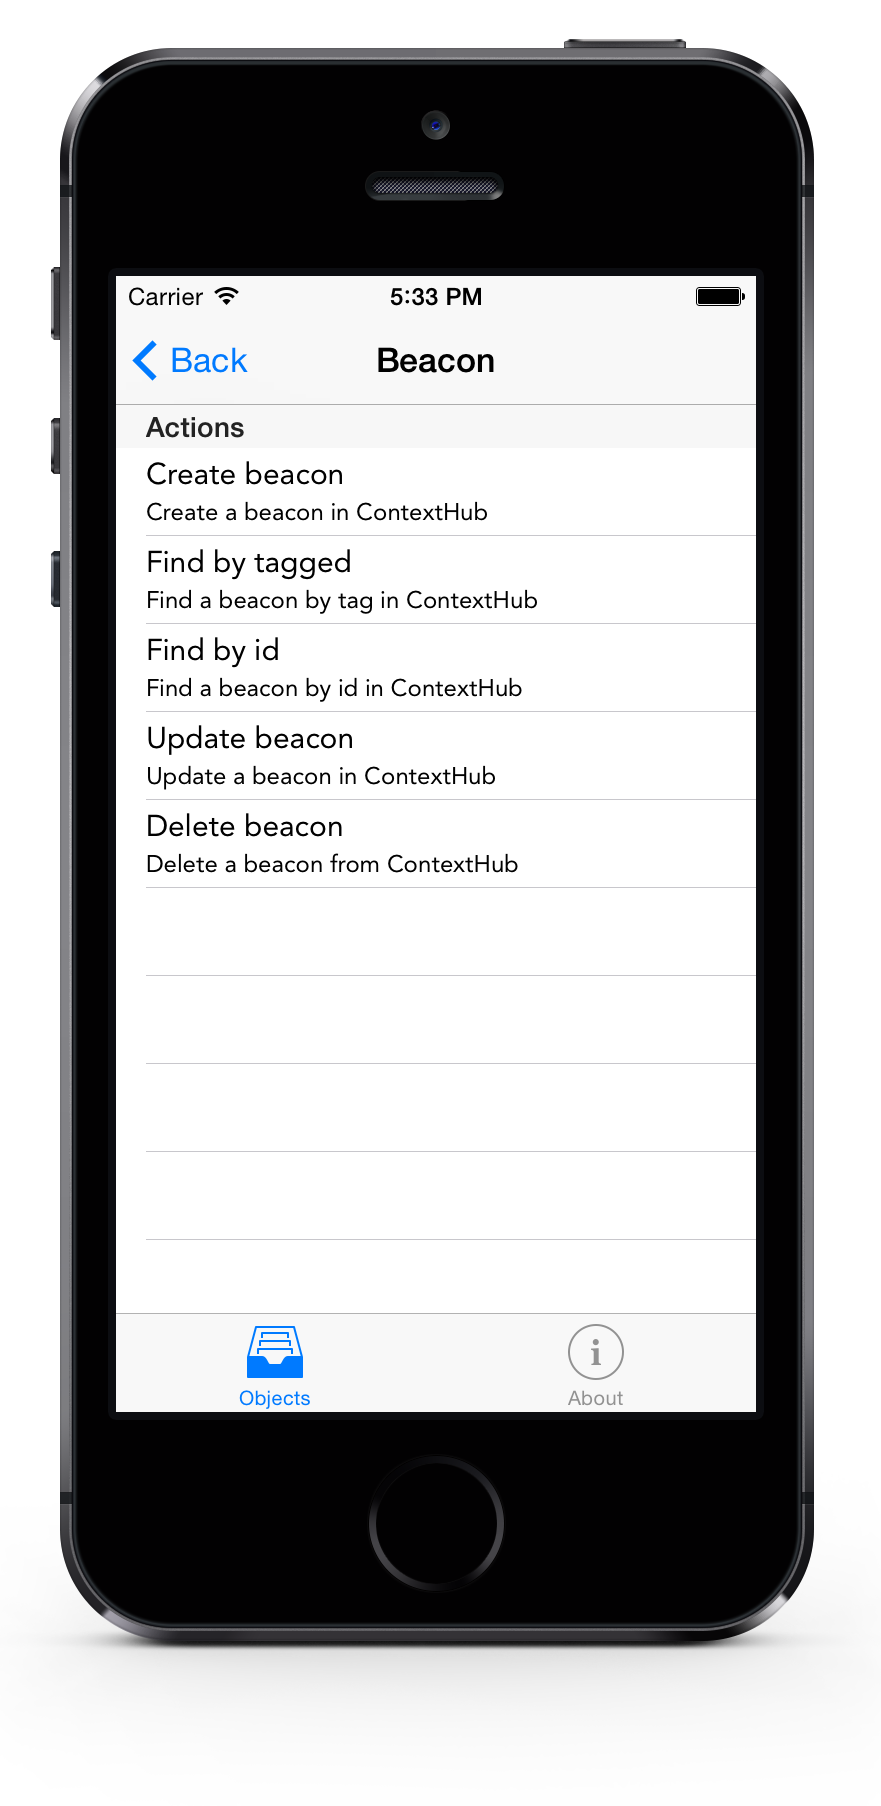 Carrier 5:33 PM
Back Beacon
Actions
Create beacon
Create a beacon in ContextHub
Find by tagged
Find a beacon by tag in ContextHub
Find by id
Find a beacon by id in ContextHub
Update beacon
Update a beacon in ContextHub
Delete beacon
Delete a beacon from ContextHub
Objects About